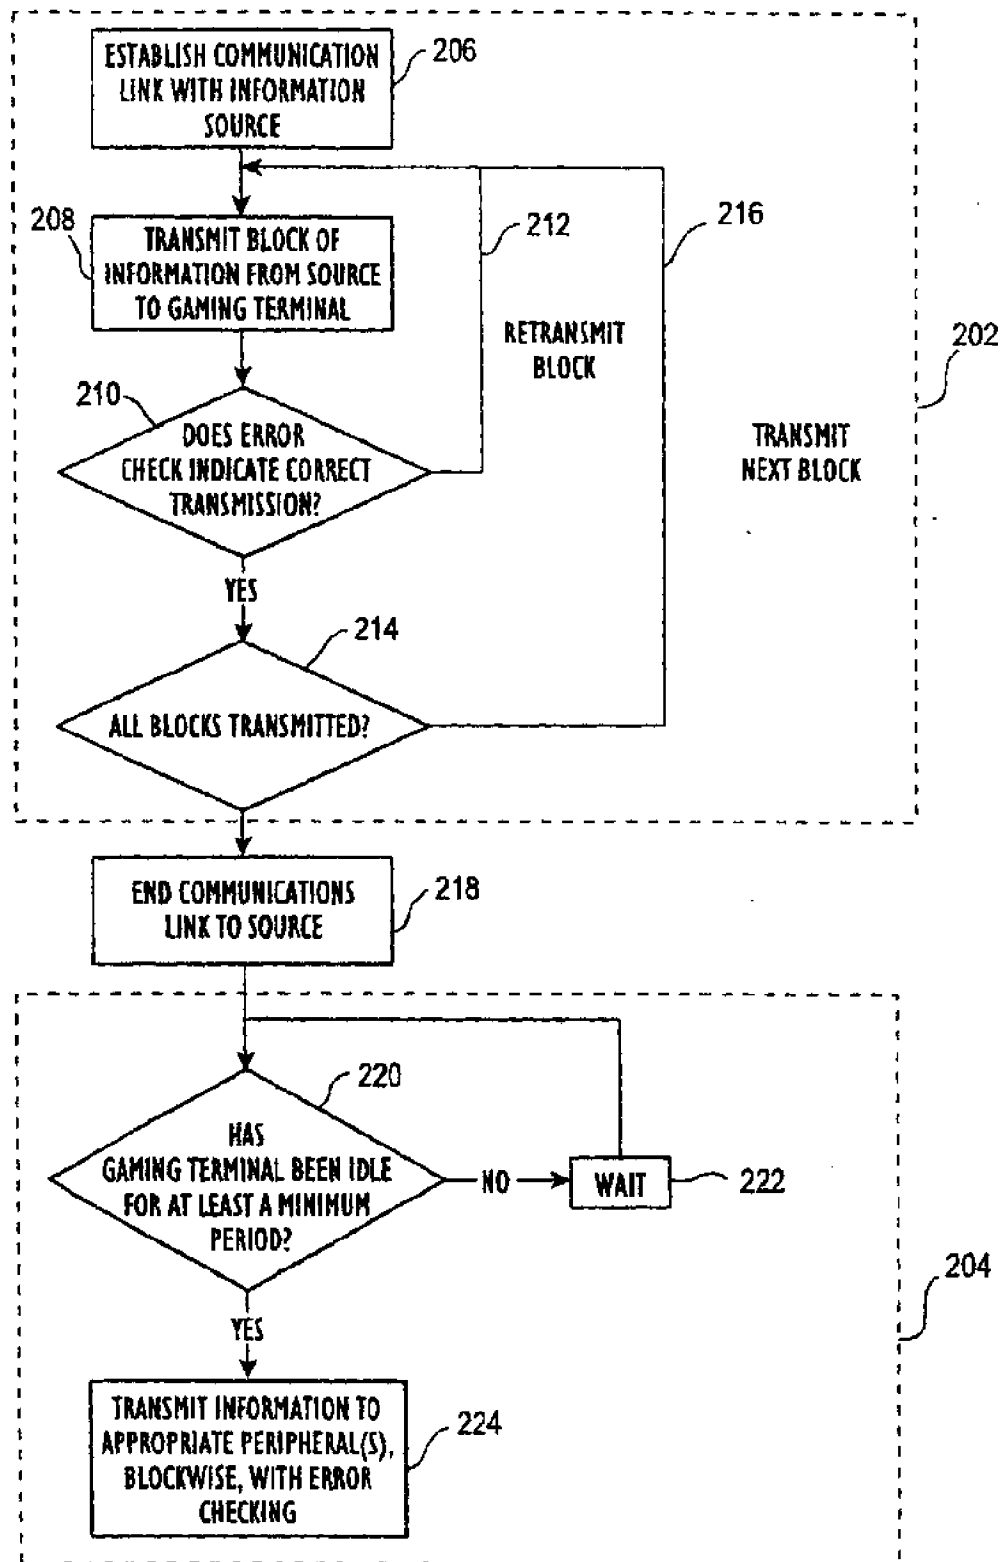 ESTABLISH COMMUNICATION
LINK WITH INFORMATION
SOURCE
206
208
TRANSMIT BLOCK OF
INFORMATION FROM SOURCE
TO GAMING TERMINAL
212
216
RETRANSMIT
BLOCK
202
210
DOES ERROR
CHECK INDICATE CORRECT
TRANSMISSION?
TRANSMIT
NEXT BLOCK
YES
214
ALL BLOCKS TRANSMITTED?
END COMMUNICATIONS
LINK TO SOURCE
218
220
HAS
GAMING TERMINAL BEEN IDLE
FOR AT LEAST A MINIMUM
PERIOD?
NO
WAIT
222
204
YES
TRANSMIT INFORMATION TO
APPROPRIATE PERIPHERAL(S),
BLOCKWISE, WITH ERROR
CHECKING
224